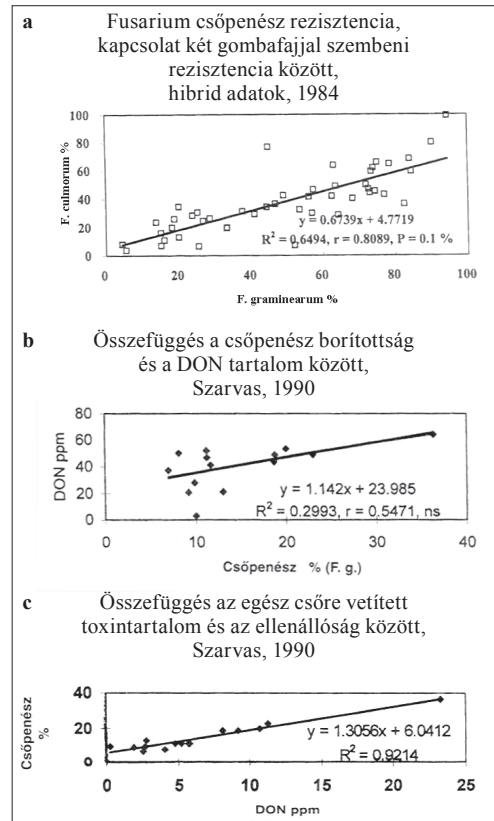 a Fusarium csőpenész rezisztencia,
kapcsolat két gombafajjal szembeni
rezisztencia között,
hibrid adatok, 1984
F. culmorum %
100
80
60
40
20
0
y = 0.6739x + 4.7719
R² = 0.6494, r = 0.8089, P = 0.1 %
0 20 40 60 80 100
F. graminearum %
b Összefüggés a csőpenész borítottság
és a DON tartalom között,
Szarvas, 1990
DON ppm
80
60
40
20
0
y = 1.142x + 23.985
R² = 0.2993, r = 0.5471, ns
0 10 20 30 40
Csőpenész % (F. g.)
c Összefüggés az egész csőre vetített
toxintartalom és az ellenállóság között,
Szarvas, 1990
Csőpenész
%
40
20
0
y = 1.3056x + 6.0412
R² = 0.9214
0 5 10 15 20 25
DON ppm